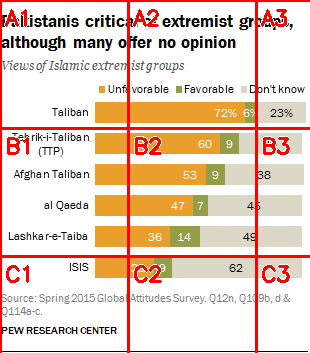 A1 A2 A3
Pakistanis critical of extremist groups,
although many offer no opinion
Views of Islamic extremist groups
Unfavorable Favorable Don't know
Taliban 72% 6% 23%
B1 B2 B3
Tehrik-i-Taliban 60 9
(TTP)
Afghan Taliban 53 9 38
al Qaeda 47 7 45
Lashkar-e-Taiba 36 14 49
C1 C2 C3
ISIS 9 62
Source: Spring 2015 Global Attitudes Survey. Q12n, Q109b, d &
Q114a-c.
PEW RESEARCH CENTER